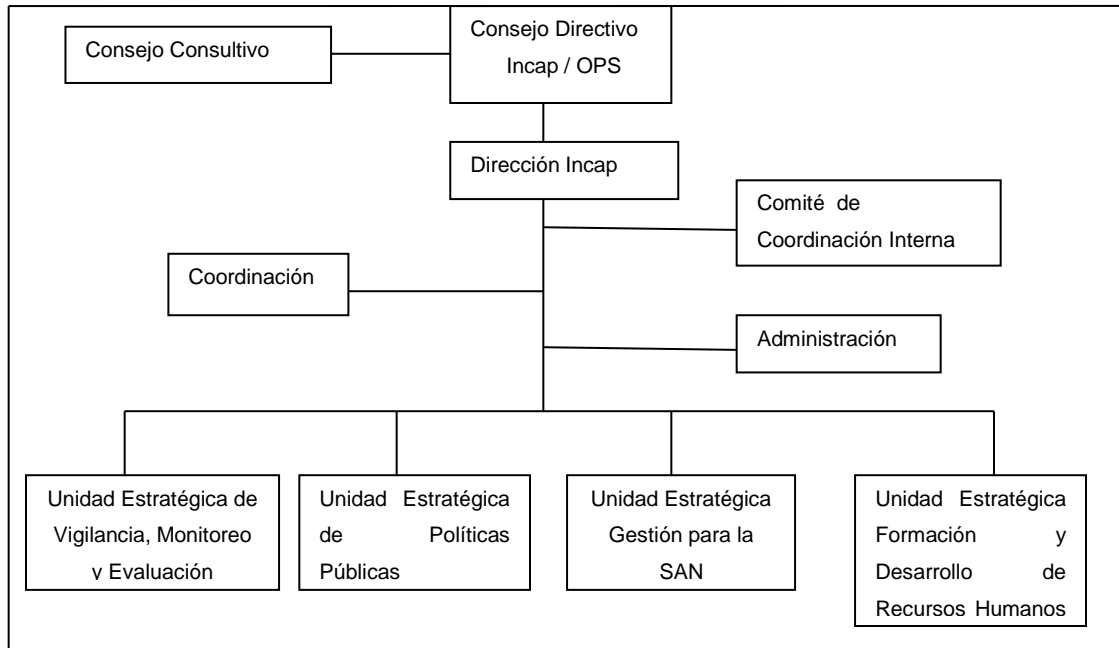 Consejo Consultivo
Consejo Directivo
Incap / OPS
Dirección Incap
Comité de
Coordinación Interna
Coordinación
Administración
Unidad Estratégica de
Vigilancia, Monitoreo
y Evaluación
Unidad Estratégica
de Políticas
Públicas
Unidad Estratégica
Gestión para la
SAN
Unidad Estratégica
Formación y
Desarrollo de
Recursos Humanos